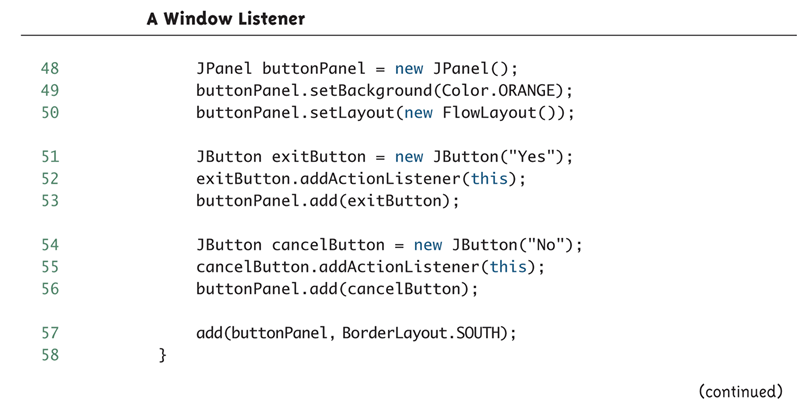 A Window Listener
48 JPanel buttonPanel = new JPanel();
49 buttonPanel.setBackground(Color.ORANGE);
50 buttonPanel.setLayout(new FlowLayout());
51 JButton exitButton = new JButton("Yes");
52 exitButton.addActionListener(this);
53 buttonPanel.add(exitButton);
54 JButton cancelButton = new JButton("No");
55 cancelButton.addActionListener(this);
56 buttonPanel.add(cancelButton);
57 add(buttonPanel, BorderLayout.SOUTH);
58 }
(continued)